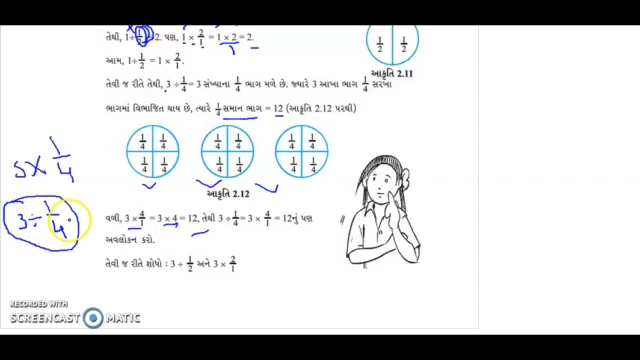 તેથી, 1 ÷ 1/2 = 2. પણ, 1 × 2/1 = 1 × 2/1 = 2.
આમ, 1 ÷ 1/2 = 1 × 2/1.
1/2 1/2
આકૃતિ 2.11
તેવી જ રીતે તેથી, 3 ÷ 1/4 = 3 સંખ્યાના 1/4 ભાગ મળે છે. જ્યારે 3 આખા ભાગ 1/4 સરખા
ભાગમાં વિભાજિત થાય છે, ત્યારે 1/4 સમાન ભાગ = 12 (આકૃતિ 2.12 પરથી)
1/4 1/4 1/4 1/4 1/4 1/4
1/4 1/4 1/4 1/4 1/4 1/4
આકૃતિ 2.12
5 × 1/4
3 ÷ 1/4
વળી, 3 × 4/1 = 3 × 4 = 12, તેથી 3 ÷ 1/4 = 3 × 4/1 = 12નું પણ
અવલોકન કરો.
તેવી જ રીતે શોધો : 3 ÷ 1/2 અને 3 × 2/1
RECORDED WITH
SCREENCAST MATIC